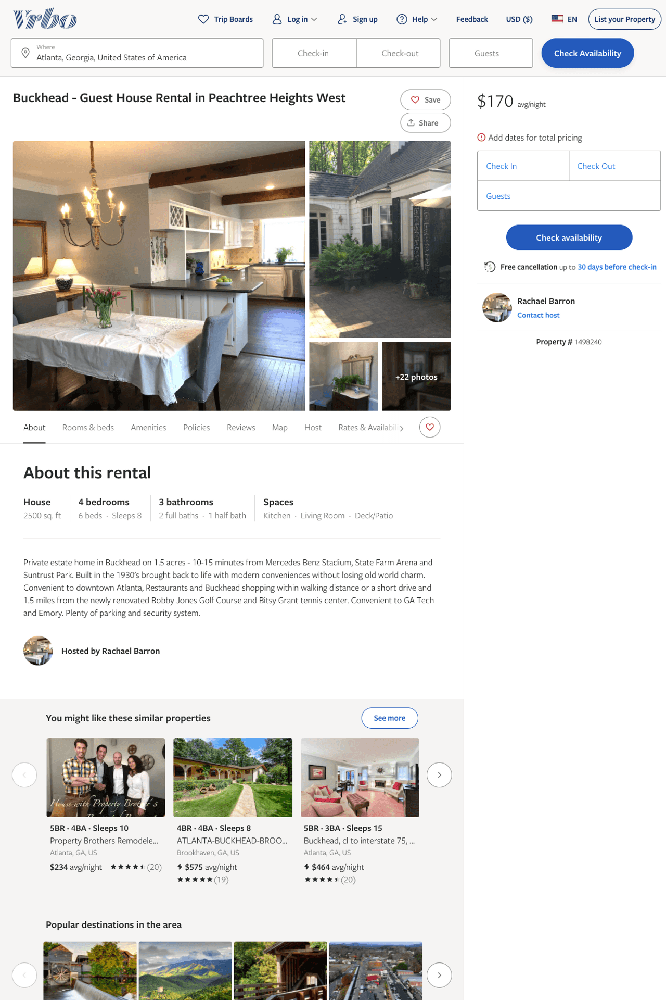 Vrbo
Trip Boards
Log in
Sign up
Help
Feedback
USD ($)
EN
List your Property
Where
Atlanta, Georgia, United States of America
Check-in
Check-out
Guests
Check Availability
Buckhead - Guest House Rental in Peachtree Heights West
Save
Share
+22 photos
$170 avg/night
Add dates for total pricing
Check In
Check Out
Guests
Check availability
Free cancellation up to 30 days before check-in
Rachael Barron
Contact host
Property # 1498240
About
Rooms & beds
Amenities
Policies
Reviews
Map
Host
Rates & Availabili
About this rental
House
2500 sq. ft
4 bedrooms
6 beds · Sleeps 8
3 bathrooms
2 full baths · 1 half bath
Spaces
Kitchen · Living Room · Deck/Patio
Private estate home in Buckhead on 1.5 acres - 10-15 minutes from Mercedes Benz Stadium, State Farm Arena and
Suntrust Park. Built in the 1930's brought back to life with modern conveniences without losing old world charm.
Convenient to downtown Atlanta, Restaurants and Buckhead shopping within walking distance or a short drive and
1.5 miles from the newly renovated Bobby Jones Golf Course and Bitsy Grant tennis center. Convenient to GA Tech
and Emory. Plenty of parking and security system.
Hosted by Rachael Barron
You might like these similar properties
See more
House with Property Brother's
5BR · 4BA · Sleeps 10
Property Brothers Remodele...
Atlanta, GA, US
$234 avg/night (20)
4BR · 4BA · Sleeps 8
ATLANTA-BUCKHEAD-BROO...
Brookhaven, GA, US
$575 avg/night
(19)
5BR · 3BA · Sleeps 15
Buckhead, cl to interstate 75, ...
Atlanta, GA, US
$464 avg/night
(20)
Popular destinations in the area